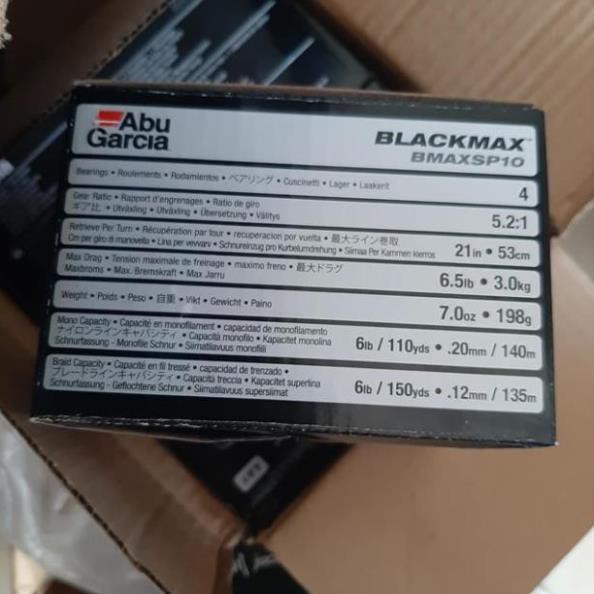 Abu Garcia
BLACKMAX™
BMAXSP10
Bearings • Roulements • Rodamientos • ベアリング • Cuscinetti • Lager • Laakerit
4
Gear Ratio • Rapport d'engrenages • Ratio de giro
ギア比 • Utväxling • Utväxling • Übersetzung • Välitys
5.2:1
Retrieve Per Turn • Récupération par tour • recuperacion por vuelta • 最大ライン巻取
Cm per giro di manovella • Lina per vevvarv • Schnureinzug pro Kurbelumdrehung • Siimaa Per Kammen kierros
21in • 53cm
Max Drag • Tension maximale de freinage • maximo freno • 最大ドラグ
Maxbroms • Max. Bremskraft • Max Jarru
6.5lb • 3.0kg
Weight • Poids • Peso • 自重 • Vikt • Gewicht • Paino
7.0oz • 198g
Mono Capacity • Capacité en monofilament • capacidad de monofilamento
ナイロンラインキャパシティ • Capacità monofilo • Kapacitet monolina
Schnurfassung - Monofile Schnur • Siimatilavuus monofiili
6lb / 110yds • .20mm / 140m
Braid Capacity • Capacité en fil tressé • capacidad de trenzado •
ブレードラインキャパシティ • Capacità treccia • Kapacitet superlina
Schnurfassung - Geflochtene Schnur • Siimatilavuus supersiimat
6lb / 150yds • .12mm / 135m